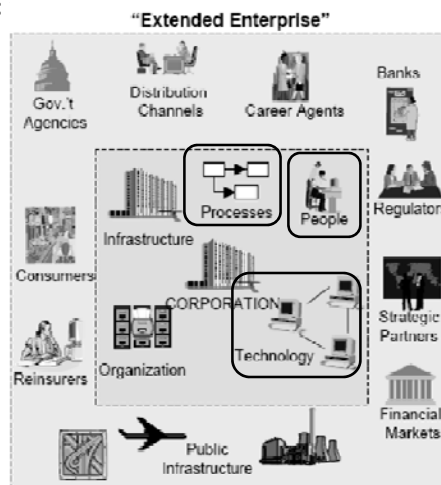 “Extended Enterprise”
Gov.'t
Agencies
Distribution
Channels
Career Agents
Banks
Infrastructure
Processes
People
Regulator
Consumers
CORPORATION
Strategic
Partners
Reinsurers
Organization
Technology
Financial
Markets
Public
Infrastructure